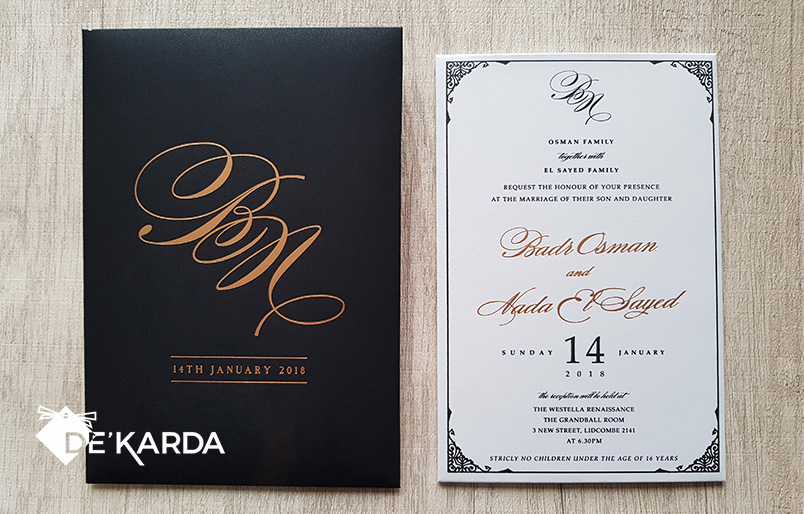 BN
14TH JANUARY 2018
DE'KARDA
BN
OSMAN FAMILY
together with
EL SAYED FAMILY
REQUEST THE HONOUR OF YOUR PRESENCE
AT THE MARRIAGE OF THEIR SON AND DAUGHTER
Badr Osman
and
Nada El Sayed
SUNDAY 14 JANUARY
2018
the reception will be held at
THE WESTELLA RENAISSANCE
THE GRANDBALL ROOM
3 NEW STREET, LIDCOMBE 2141
AT 6.30PM
STRICLY NO CHILDREN UNDER THE AGE OF 16 YEARS